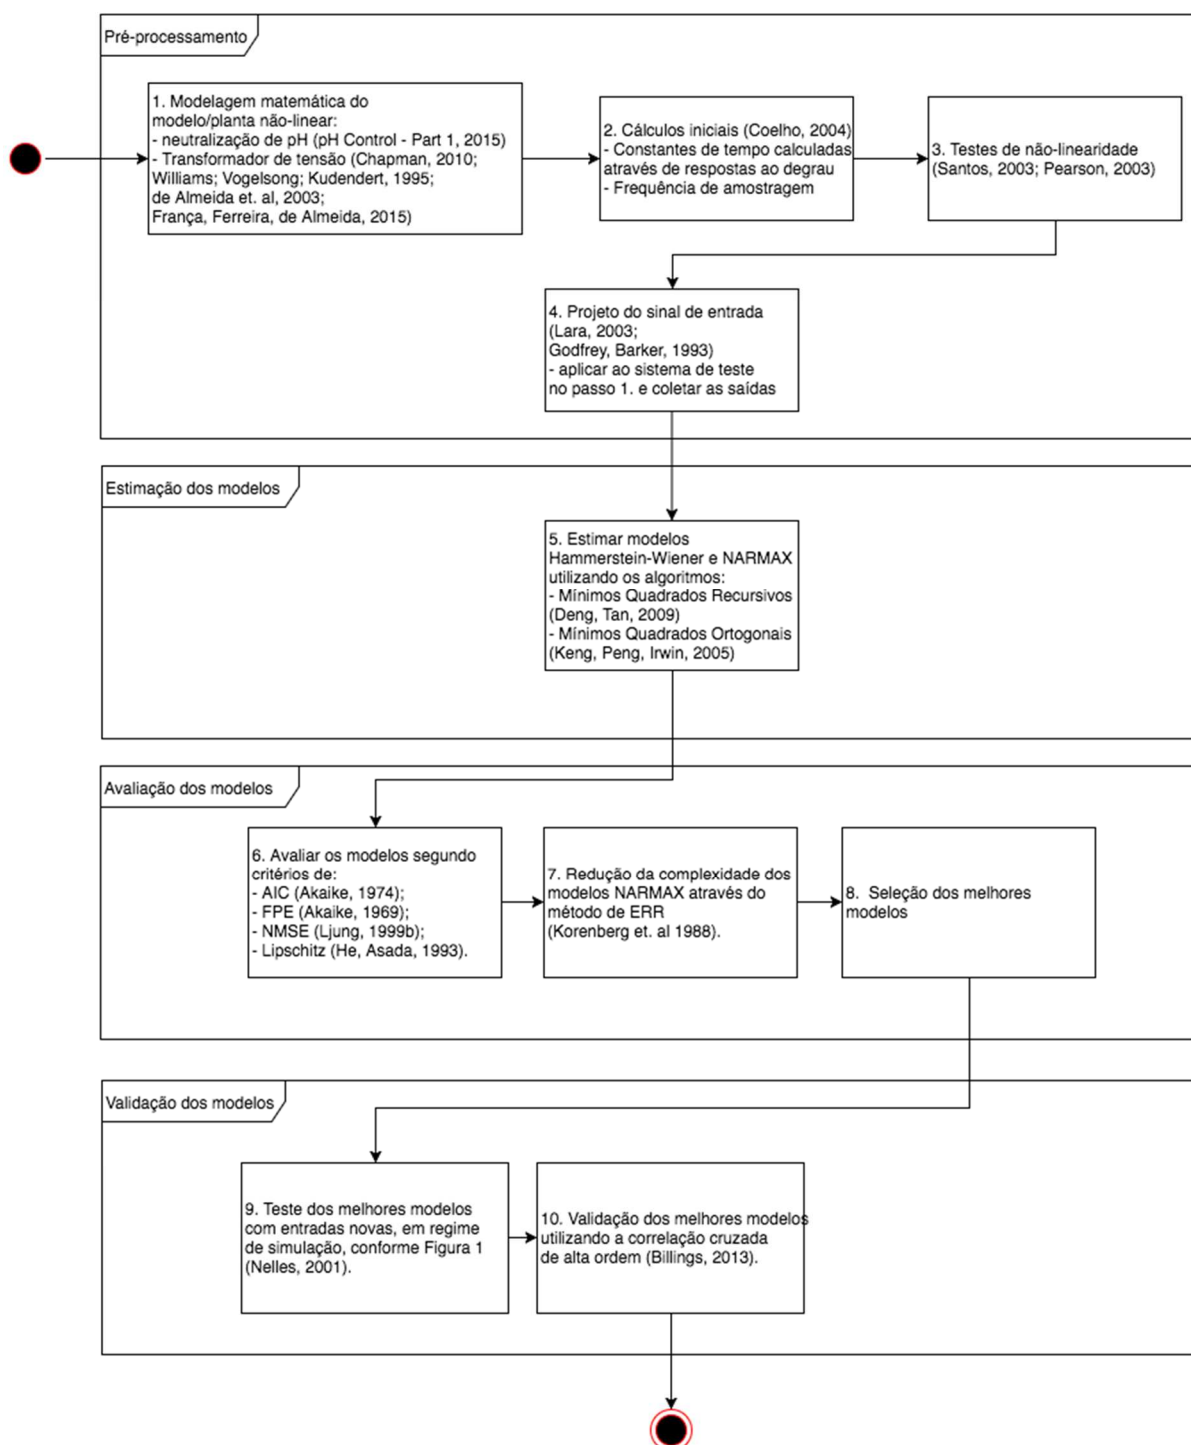 Pré-processamento
1. Modelagem matemática do
modelo/planta não-linear:
- neutralização de pH (pH Control - Part 1, 2015)
- Transformador de tensão (Chapman, 2010;
Williams; Vogelsong; Kudendert, 1995;
de Almeida et. al, 2003;
França, Ferreira, de Almeida, 2015)
2. Cálculos iniciais (Coelho, 2004)
- Constantes de tempo calculadas
através de respostas ao degrau
- Frequência de amostragem
3. Testes de não-linearidade
(Santos, 2003; Pearson, 2003)
4. Projeto do sinal de entrada
(Lara, 2003;
Godfrey, Barker, 1993)
- aplicar ao sistema de teste
no passo 1. e coletar as saídas
Estimação dos modelos
5. Estimar modelos
Hammerstein-Wiener e NARMAX
utilizando os algoritmos:
- Mínimos Quadrados Recursivos
(Deng, Tan, 2009)
- Mínimos Quadrados Ortogonais
(Keng, Peng, Irwin, 2005)
Avaliação dos modelos
6. Avaliar os modelos segundo
critérios de:
- AIC (Akaike, 1974);
- FPE (Akaike, 1969);
- NMSE (Ljung, 1999b);
- Lipschitz (He, Asada, 1993).
7. Redução da complexidade dos
modelos NARMAX através do
método de ERR
(Korenberg et. al 1988).
8. Seleção dos melhores
modelos
Validação dos modelos
9. Teste dos melhores modelos
com entradas novas, em regime
de simulação, conforme Figura 1
(Nelles, 2001).
10. Validação dos melhores modelos
utilizando a correlação cruzada
de alta ordem (Billings, 2013).